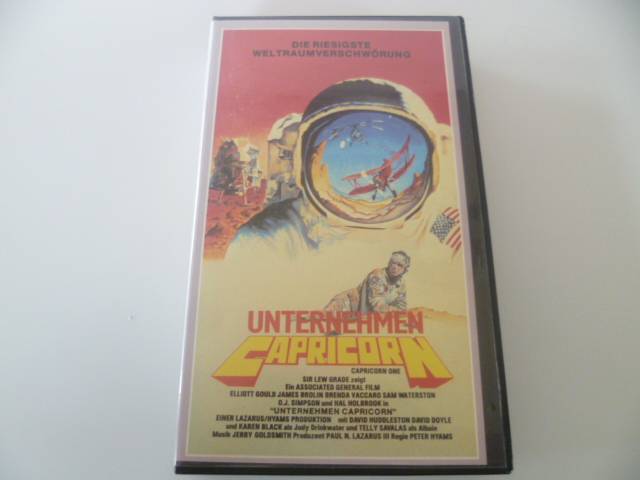 DIE RIESIGSTE
WELTRAUMVERSCHWÖRUNG
UNTERNEHMEN
CAPRICORN
CAPRICORN ONE
SIR LEW GRADE zeigt
Ein ASSOCIATED GENERAL FILM
ELLIOTT GOULD JAMES BROLIN BRENDA VACCARO SAM WATERSTON
O.J. SIMPSON und HAL HOLBROOK in
"UNTERNEHMEN CAPRICORN"
EINER LAZARUS/HYAMS PRODUKTION mit DAVID HUDDLESTON DAVID DOYLE
und KAREN BLACK als Judy Drinkwater und TELLY SAVALAS als Albain
Musik JERRY GOLDSMITH Produzent PAUL N. LAZARUS III Regie PETER HYAMS